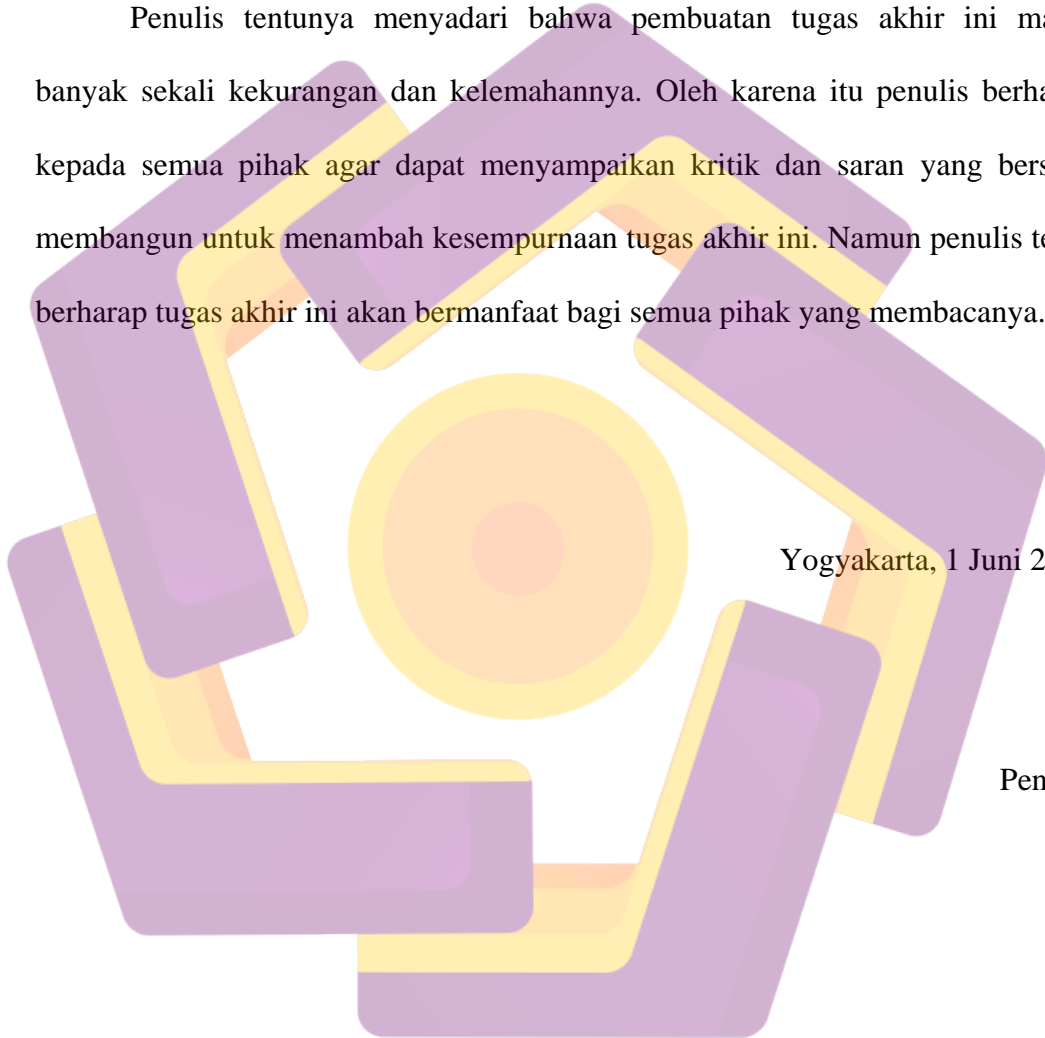 Penulis tentunya menyadari bahwa pembuatan tugas akhir ini ma
banyak sekali kekurangan dan kelemahannya. Oleh karena itu penulis berha
kepada semua pihak agar dapat menyampaikan kritik dan saran yang bers
membangun untuk menambah kesempurnaan tugas akhir ini. Namun penulis te
berharap tugas akhir ini akan bermanfaat bagi semua pihak yang membacanya.
Yogyakarta, 1 Juni 2
Pen